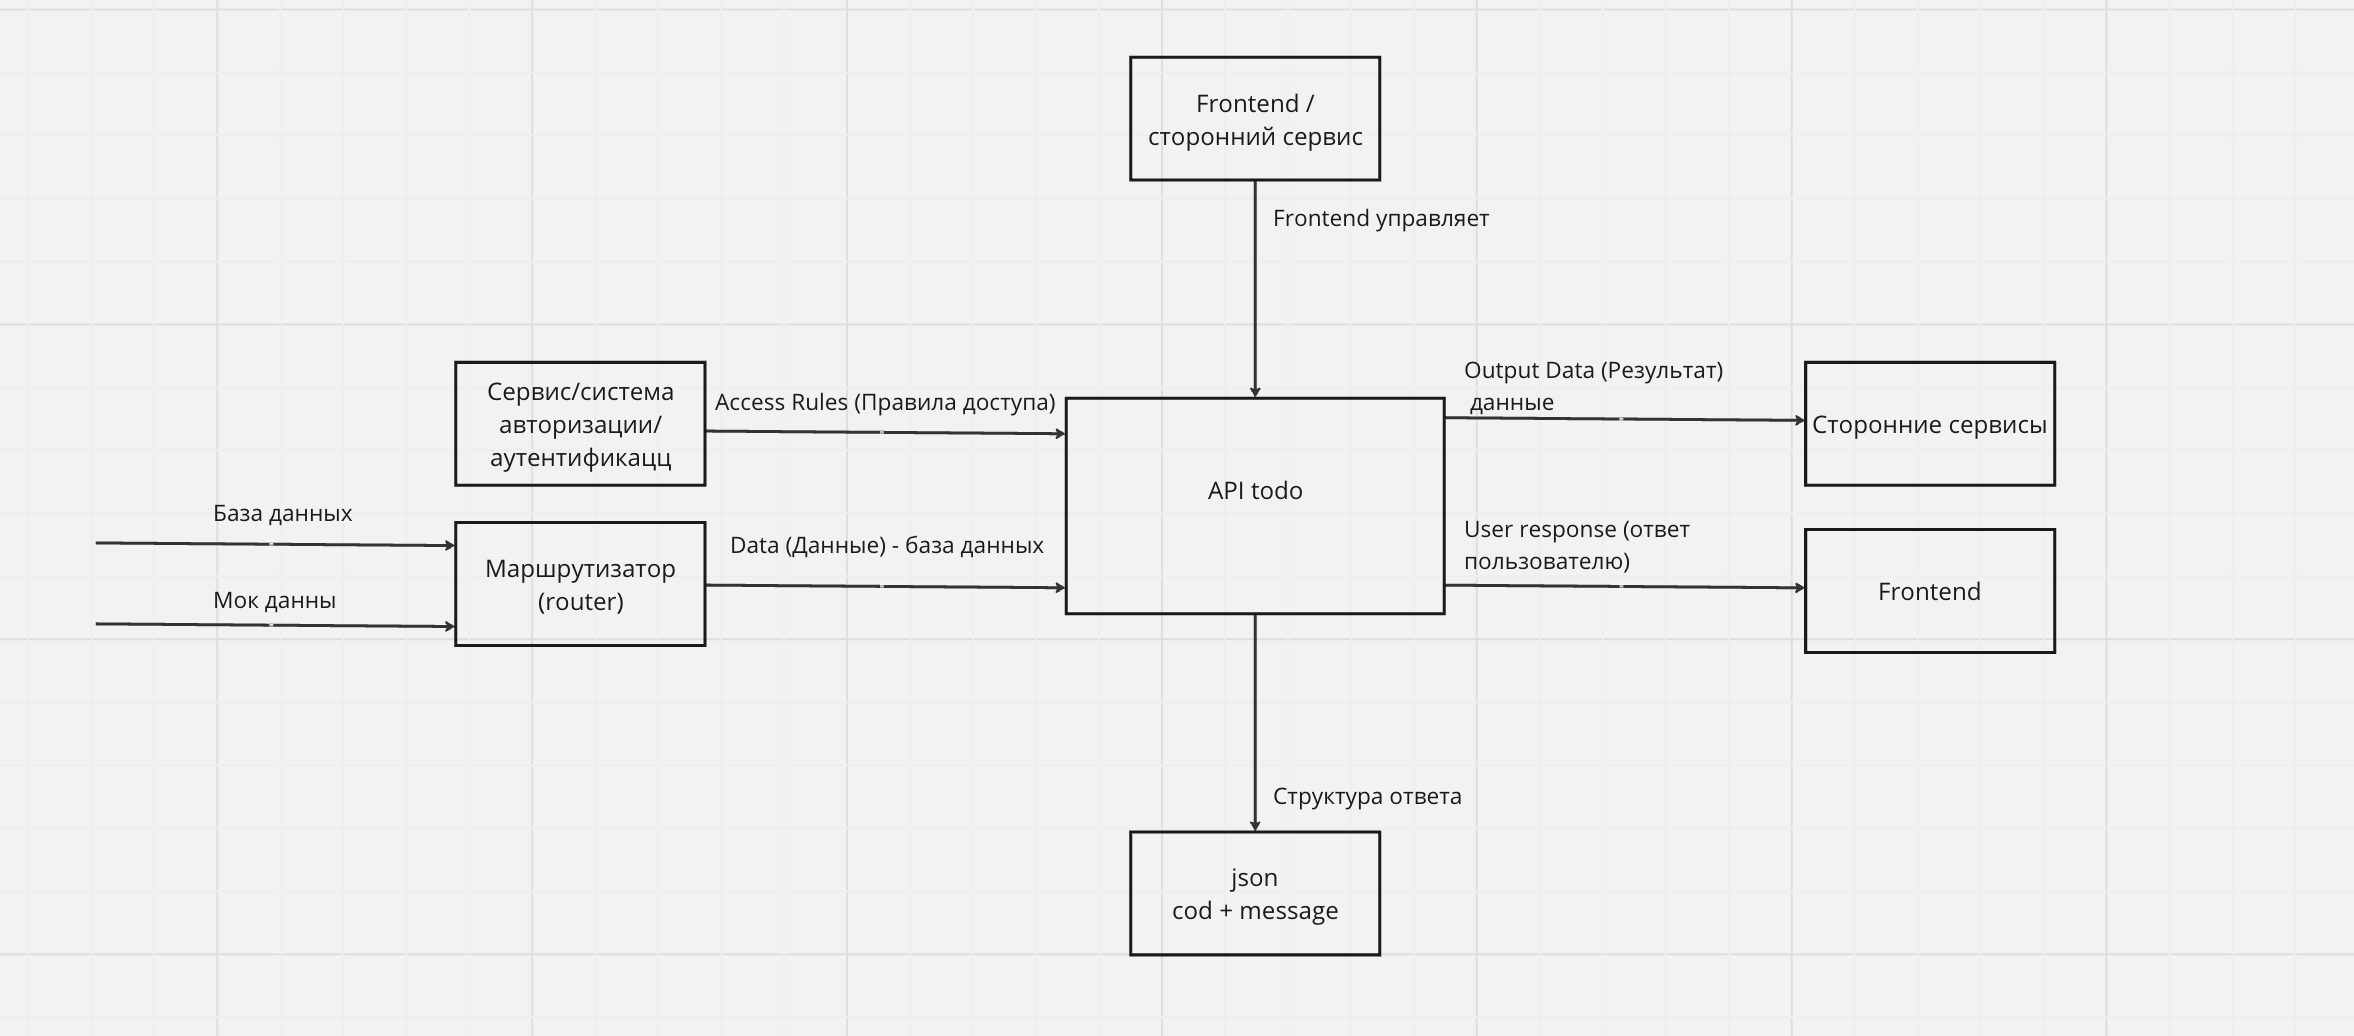 Frontend /
сторонний сервис
Frontend управляет
Сервис/система
авторизации/
аутентификацц
Access Rules (Правила доступа)
Output Data (Результат)
данные
Сторонние сервисы
API todo
База данных
Мок данны
Маршрутизатор
(router)
Data (Данные) - база данных
User response (ответ
пользователю)
Frontend
Структура ответа
json
cod + message